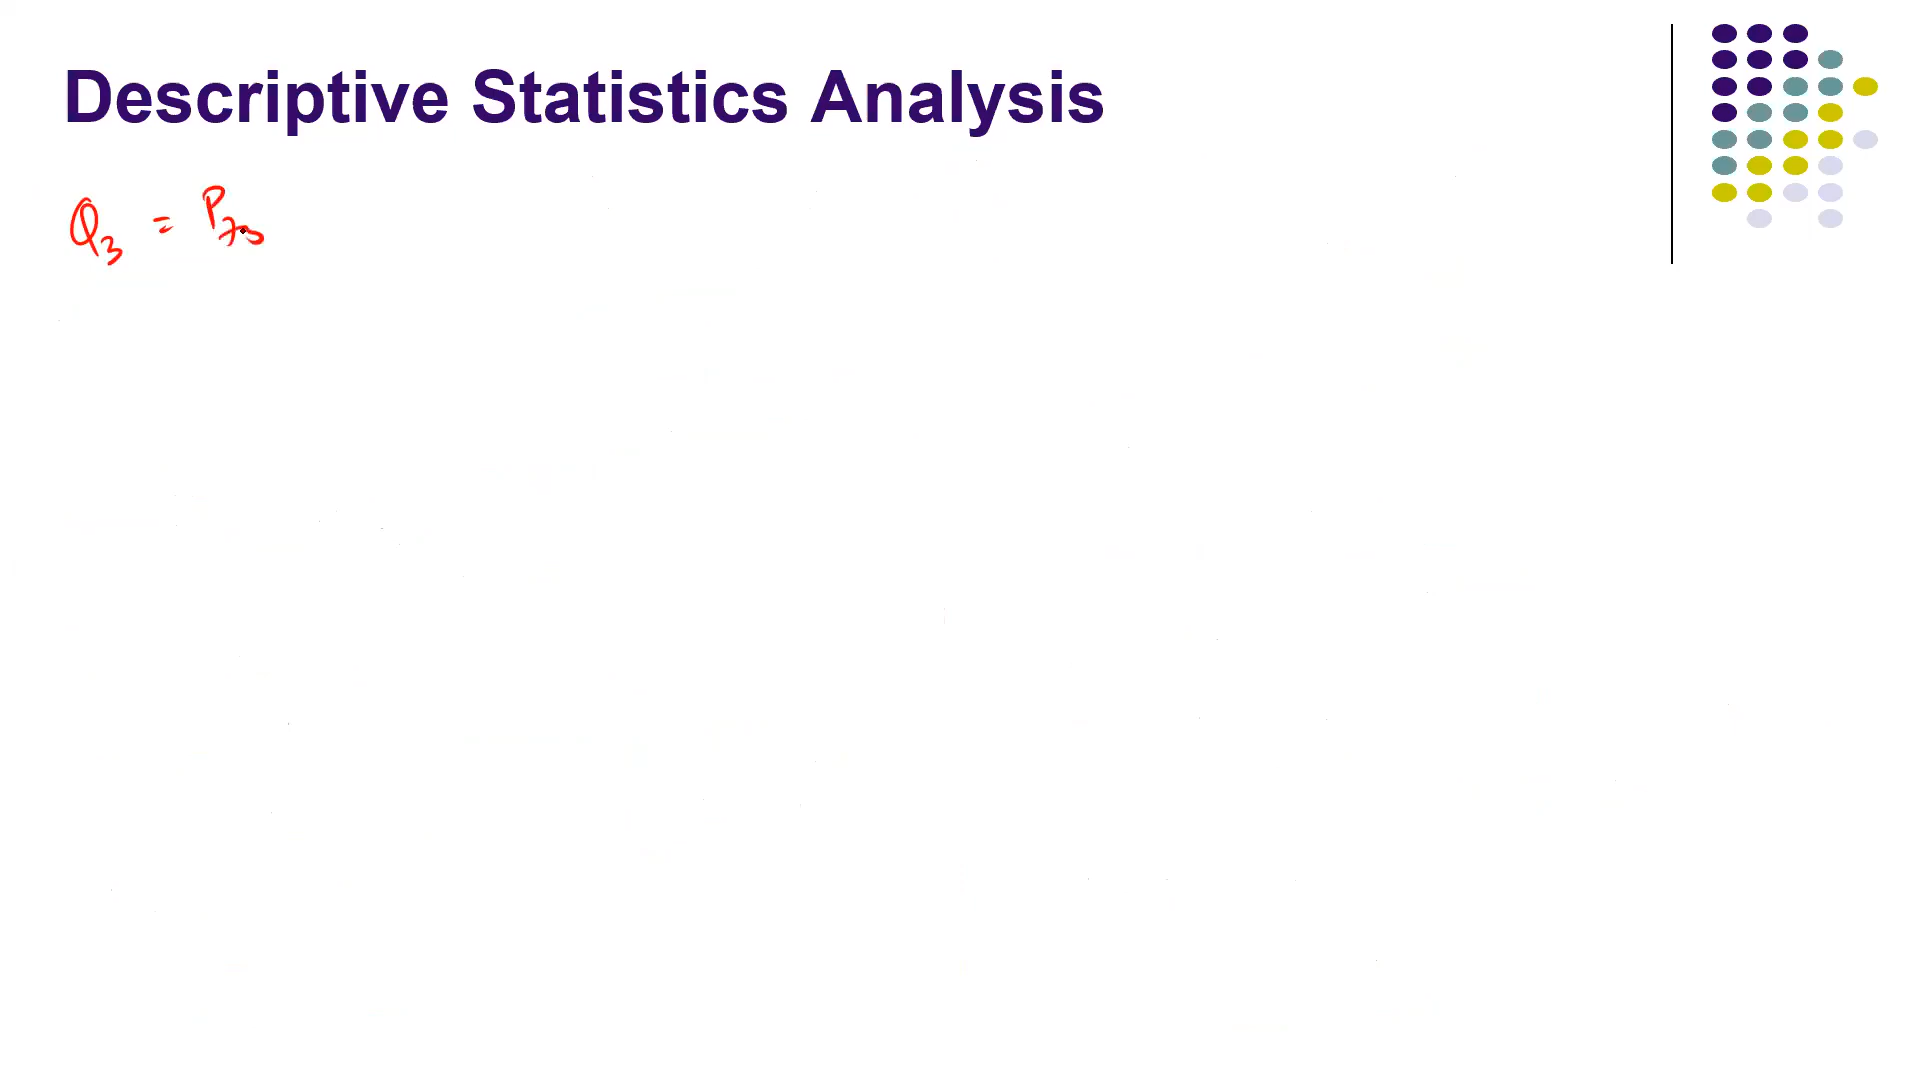 Descriptive Statistics Analysis
Q₃ = P₇₅